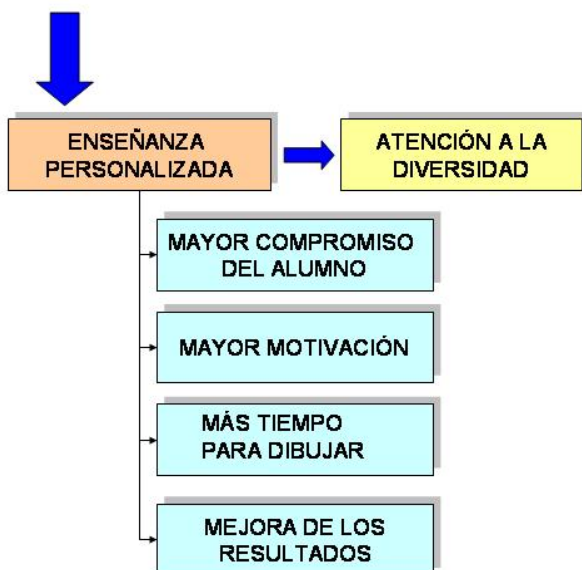 ENSEÑANZA
PERSONALIZADA
ATENCIÓN A LA
DIVERSIDAD
MAYOR COMPROMISO
DEL ALUMNO
MAYOR MOTIVACIÓN
MÁS TIEMPO
PARA DIBUJAR
MEJORA DE LOS
RESULTADOS